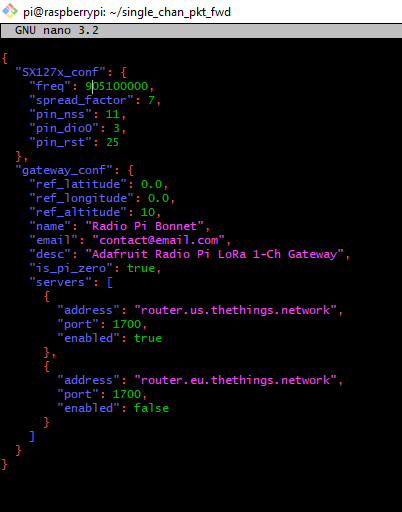 pi@raspberrypi: ~/single_chan_pkt_fwd
GNU nano 3.2
{
  "SX127x_conf": {
    "freq": 905100000,
    "spread_factor": 7,
    "pin_nss": 11,
    "pin_dio0": 3,
    "pin_rst": 25
  },
  "gateway_conf": {
    "ref_latitude": 0.0,
    "ref_longitude": 0.0,
    "ref_altitude": 10,
    "name": "Radio Pi Bonnet",
    "email": "contact@email.com",
    "desc": "Adafruit Radio Pi LoRa 1-Ch Gateway",
    "is_pi_zero": true,
    "servers": [
      {
        "address": "router.us.thethings.network",
        "port": 1700,
        "enabled": true
      },
      {
        "address": "router.eu.thethings.network",
        "port": 1700,
        "enabled": false
      }
    ]
  }
}